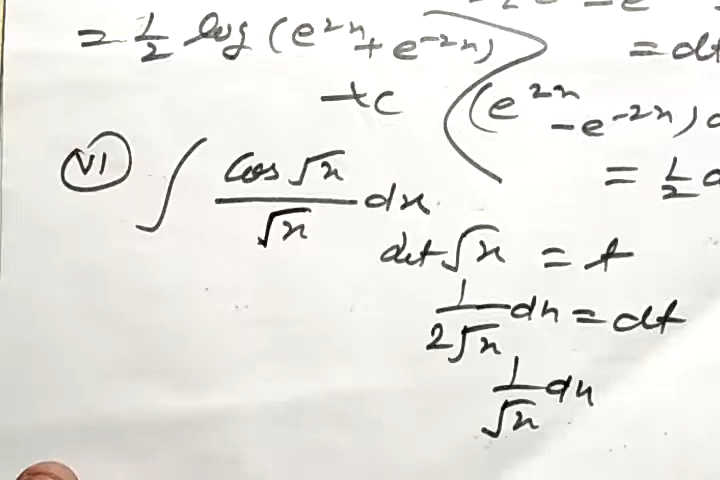 = 1/2 log (e^2x + e^-2x)
+c
= dt
(e^2x - e^-2x)
= 1/2
(VI) ∫ cos √x / √x dx
Let √x = t
1/2√x dx = dt
1/√x dx